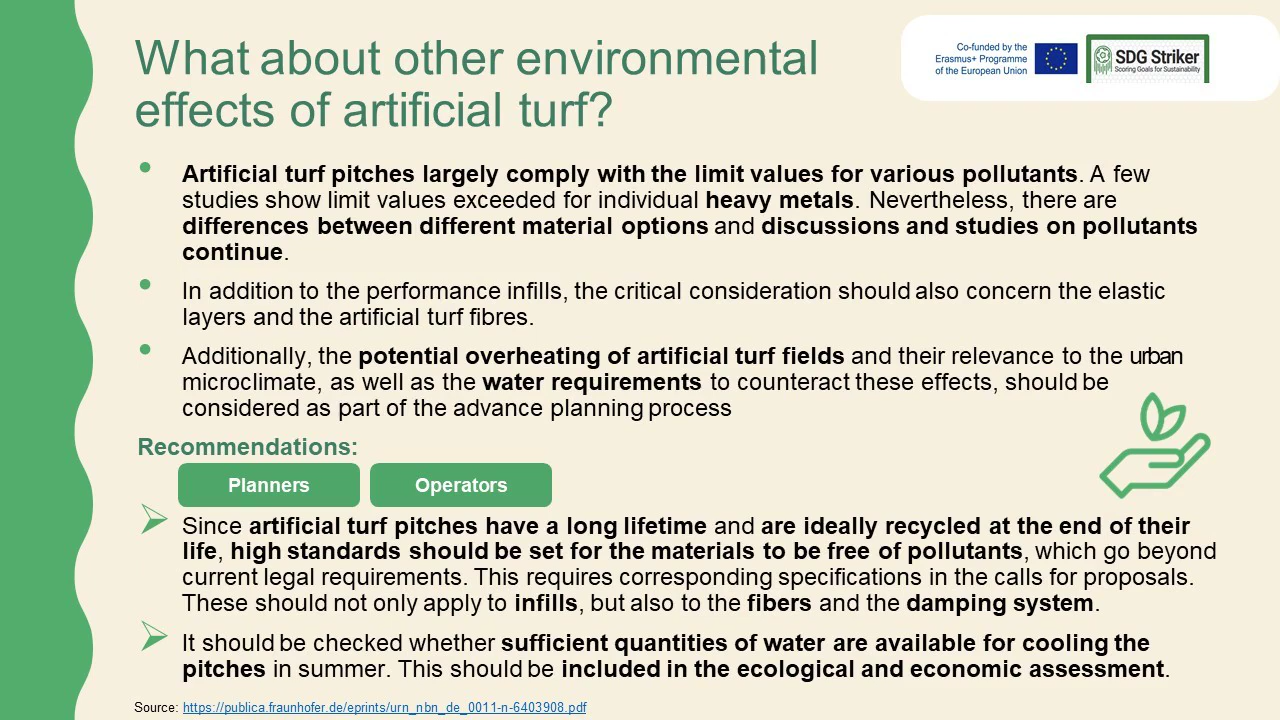 What about other environmental
effects of artificial turf?
Co-funded by the
Erasmus+ Programme
of the European Union
SDG Striker
Scoring Goals for Sustainability
• Artificial turf pitches largely comply with the limit values for various pollutants. A few
studies show limit values exceeded for individual heavy metals. Nevertheless, there are
differences between different material options and discussions and studies on pollutants
continue.
• In addition to the performance infills, the critical consideration should also concern the elastic
layers and the artificial turf fibres.
• Additionally, the potential overheating of artificial turf fields and their relevance to the urban
microclimate, as well as the water requirements to counteract these effects, should be
considered as part of the advance planning process
Recommendations:
Planners
Operators
Since artificial turf pitches have a long lifetime and are ideally recycled at the end of their
life, high standards should be set for the materials to be free of pollutants, which go beyond
current legal requirements. This requires corresponding specifications in the calls for proposals.
These should not only apply to infills, but also to the fibers and the damping system.
It should be checked whether sufficient quantities of water are available for cooling the
pitches in summer. This should be included in the ecological and economic assessment.
Source: https://publica.fraunhofer.de/eprints/urn_nbn_de_0011-n-6403908.pdf